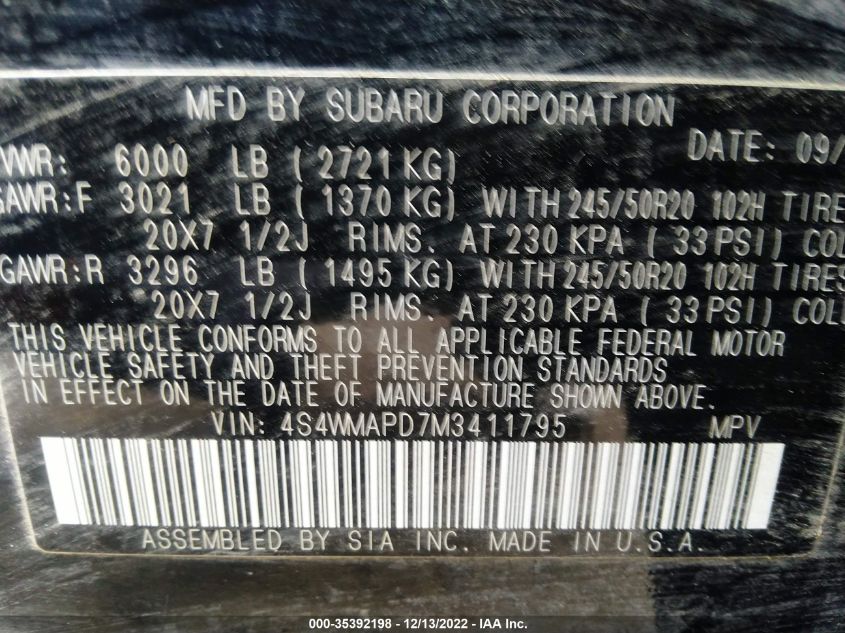 MFD BY SUBARU CORPORATION
VWR: 6000 LB ( 2721 KG) DATE: 09/
GAWR:F 3021 LB ( 1370 KG) WITH 245/50R20 102H TIRE
20X7 1/2J RIMS. AT 230 KPA ( 33 PSI) COL
GAWR:R 3296 LB ( 1495 KG) WITH 245/50R20 102H TIRES
20X7 1/2J RIMS. AT 230 KPA ( 33 PSI) COL
THIS VEHICLE CONFORMS TO ALL APPLICABLE FEDERAL MOTOR
VEHICLE SAFETY AND THEFT PREVENTION STANDARDS
IN EFFECT ON THE DATE OF MANUFACTURE SHOWN ABOVE.
VIN: 4S4WMAPD7M3411795 MPV
ASSEMBLED BY SIA INC. MADE IN U.S.A.
000-35392198 - 12/13/2022 - IAA Inc.